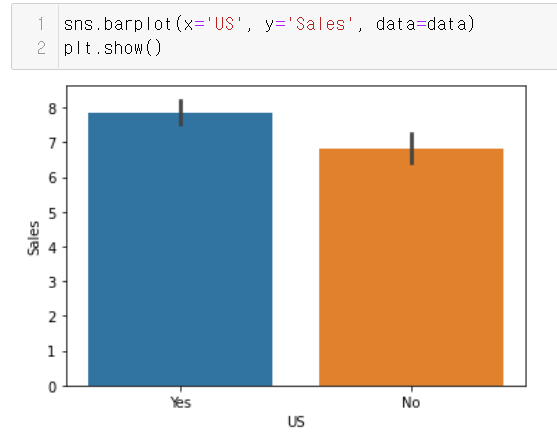 1 sns.barplot(x='US', y='Sales', data=data)
2 plt.show()
8
7
6
5
4
3
2
1
0
Sales
Yes No
US